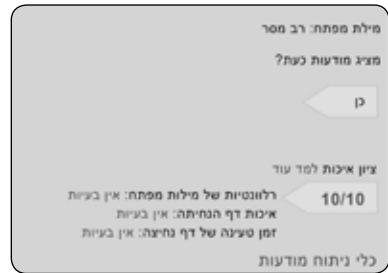 מילת מפתח: רב מסר
מציג מודעות כעת?
כן
ציון איכות למד עוד
10/10
רלוונטיות של מילות מפתח: אין בעיות
איכות דף הנחיתה: אין בעיות
זמן טעינה של דף נחיצה: אין בעיות
כלי ניתוח מודעות